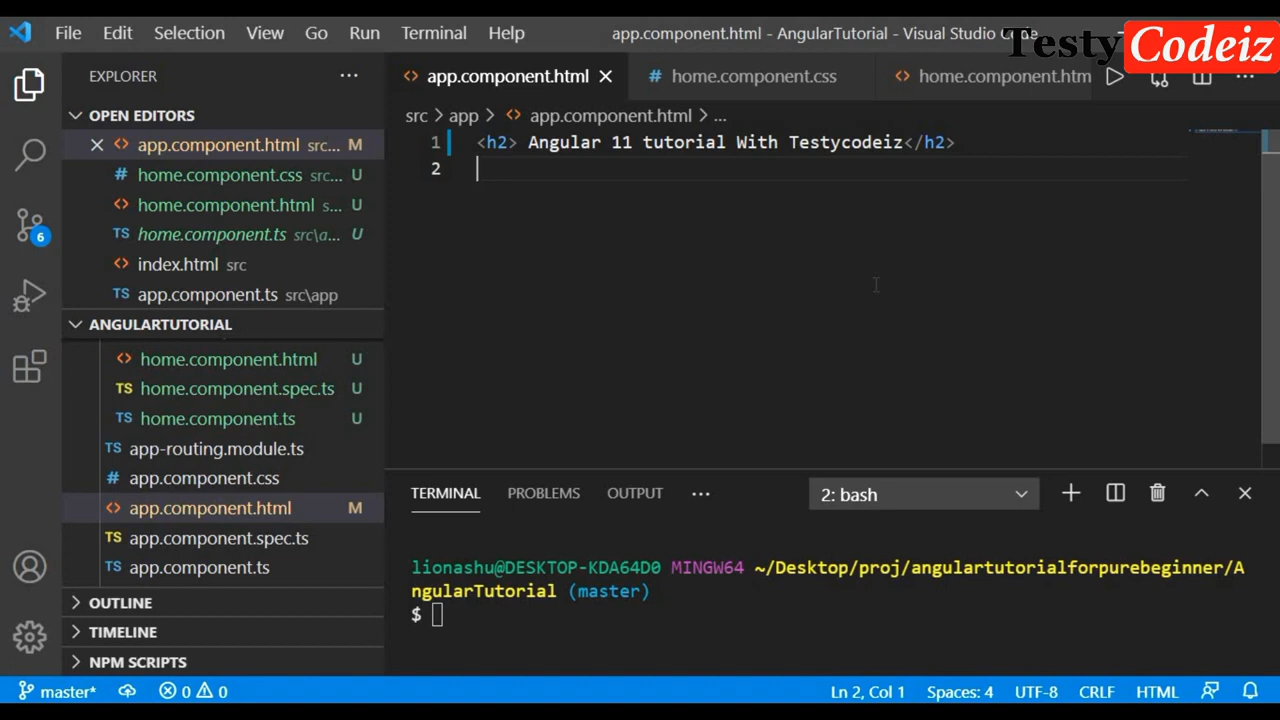 File Edit Selection View Go Run Terminal Help app.component.html - AngularTutorial - Visual Studio Code
Testy Codeiz
EXPLORER
app.component.html
home.component.css
home.component.htm
OPEN EDITORS
src > app > app.component.html > ...
app.component.html src... M
home.component.css src... U
home.component.html s... U
home.component.ts src\a... U
index.html src
app.component.ts src\app
1 <h2> Angular 11 tutorial With Testycodeiz</h2>
2
ANGULARTUTORIAL
home.component.html U
home.component.spec.ts U
home.component.ts U
app-routing.module.ts
app.component.css
app.component.html M
app.component.spec.ts
app.component.ts
OUTLINE
TIMELINE
NPM SCRIPTS
6
TERMINAL PROBLEMS OUTPUT ... 2: bash
lionashu@DESKTOP-KDA64D0 MINGW64 ~/Desktop/proj/angulartutorialforpurebeginner/A
ngularTutorial (master)
$
master* 0 0 Ln 2, Col 1 Spaces: 4 UTF-8 CRLF HTML